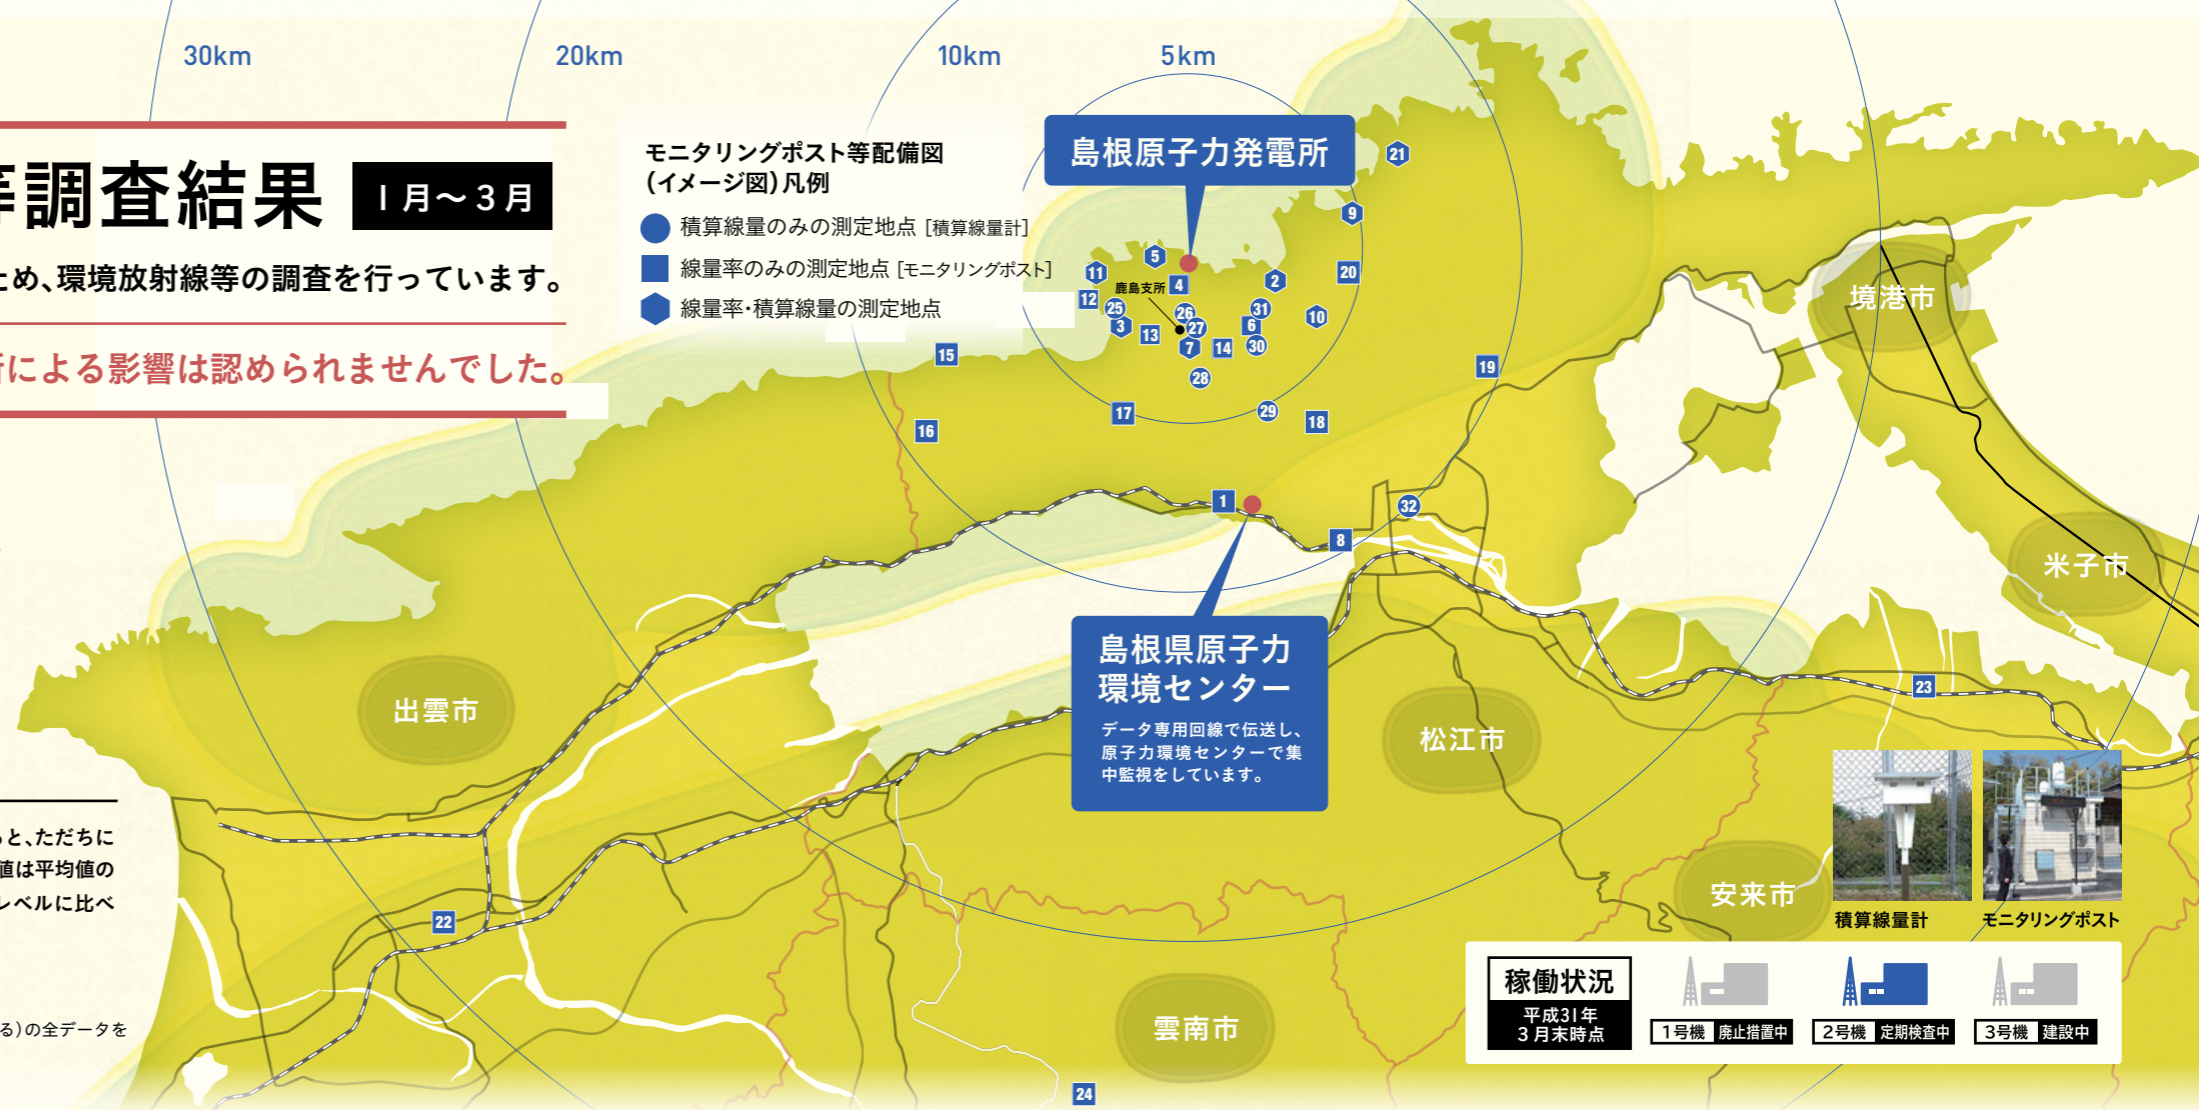 30km
20km
10km
5km
等調査結果 1月～3月
ため、環境放射線等の調査を行っています。
所による影響は認められませんでした。
モニタリングポスト等配備図
（イメージ図）凡例
積算線量のみの測定地点［積算線量計］
線量率のみの測定地点［モニタリングポスト］
線量率・積算線量の測定地点
島根原子力発電所
21
9
5
11
2
20
鹿島支所
4
12
25
26
31
10
3
27
6
13
7
14
30
15
28
19
17
29
18
16
1
32
8
境港市
米子市
島根県原子力
環境センター
データ専用回線で伝送し、
原子力環境センターで集
中監視をしています。
出雲市
松江市
23
安来市
22
雲南市
24
っと、ただちに
値は平均値の
レベルに比べ
る）の全データを
積算線量計
モニタリングポスト
稼働状況
平成31年
3月末時点
1号機 廃止措置中
2号機 定期検査中
3号機 建設中